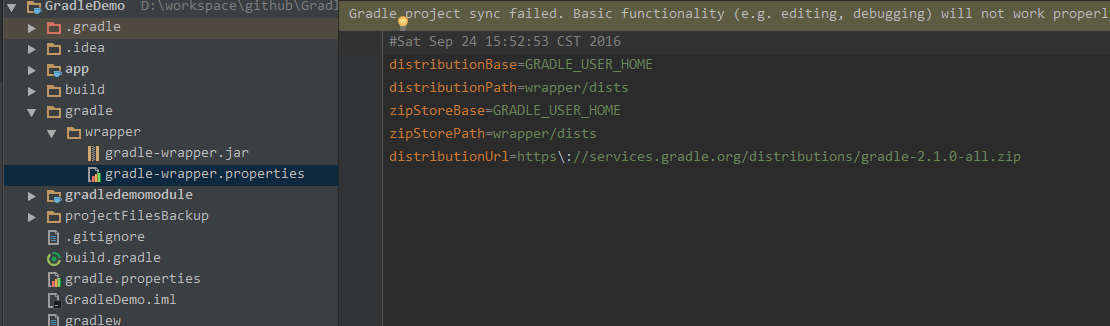 GradleDemo D:\workspace\github\Gradl
.gradle
.idea
app
build
gradle
wrapper
gradle-wrapper.jar
gradle-wrapper.properties
gradledemomodule
projectFilesBackup
.gitignore
build.gradle
gradle.properties
GradleDemo.iml
gradlew
Gradle project sync failed. Basic functionality (e.g. editing, debugging) will not work properl
#Sat Sep 24 15:52:53 CST 2016
distributionBase=GRADLE_USER_HOME
distributionPath=wrapper/dists
zipStoreBase=GRADLE_USER_HOME
zipStorePath=wrapper/dists
distributionUrl=https\://services.gradle.org/distributions/gradle-2.1.0-all.zip